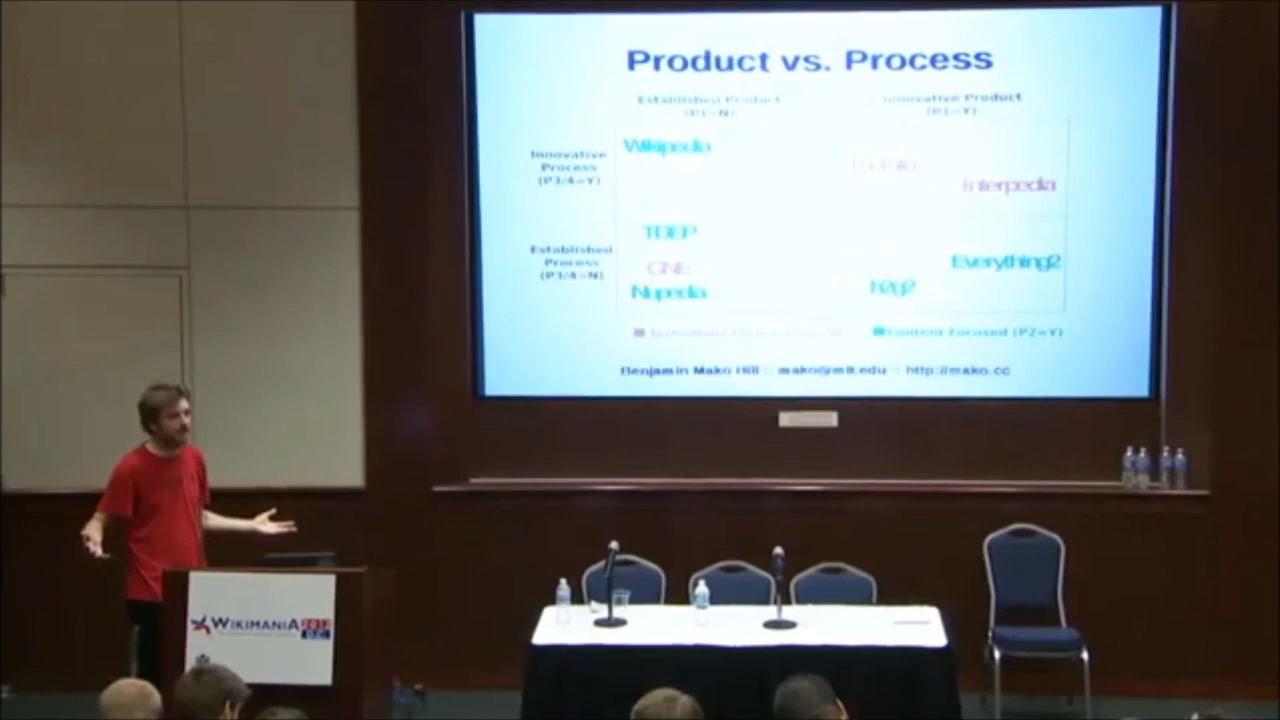 Product vs. Process
Established Product Innovative Product
(P1=N) (P1=Y)
Innovative
Process
(P3/4=Y)
Wikipedia
Interpedia
Established
Process
(P3/4=N)
TDEP
GNE
Nupedia
Everything2
h2g2
Content Focused (P2=Y)
Benjamin Mako Hill :: mako@mit.edu :: http://mako.cc
WIKIMANIA 2012
D.C.